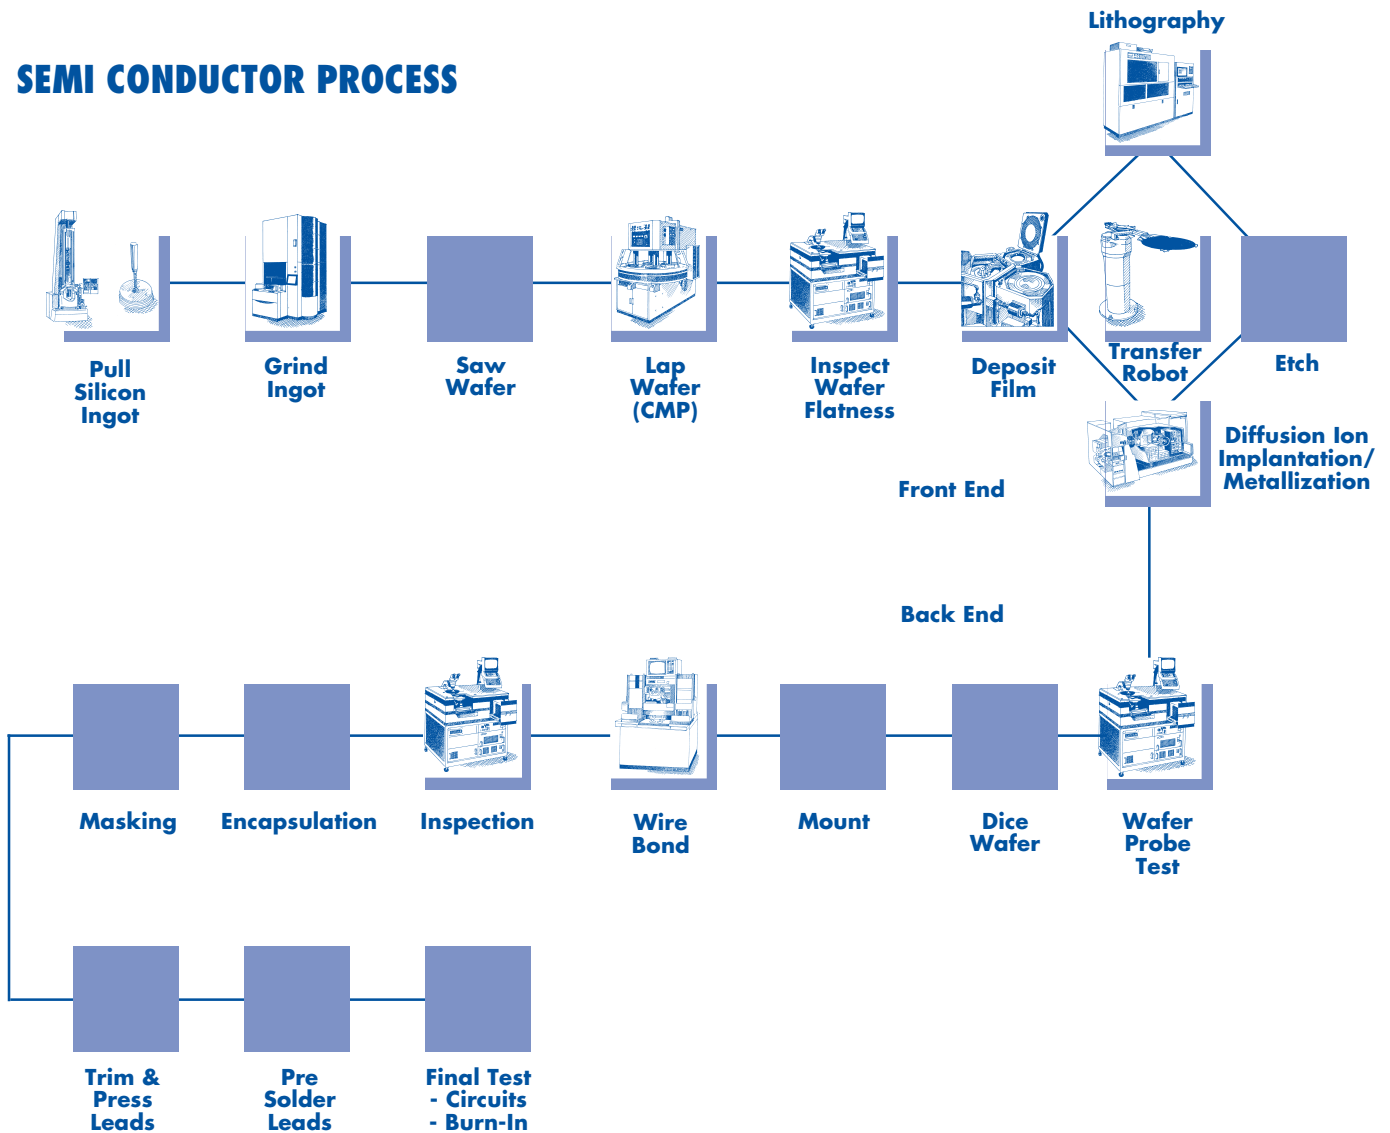 Lithography
SEMI CONDUCTOR PROCESS
Pull
Silicon
Ingot
Grind
Ingot
Saw
Wafer
Lap
Wafer
(CMP)
Inspect
Wafer
Flatness
Deposit
Film
Transfer
Robot
Etch
Diffusion Ion
Implantation/
Metallization
Front End
Back End
Masking
Encapsulation
Inspection
Wire
Bond
Mount
Dice
Wafer
Wafer
Probe
Test
Trim &
Press
Leads
Pre
Solder
Leads
Final Test
- Circuits
- Burn-In